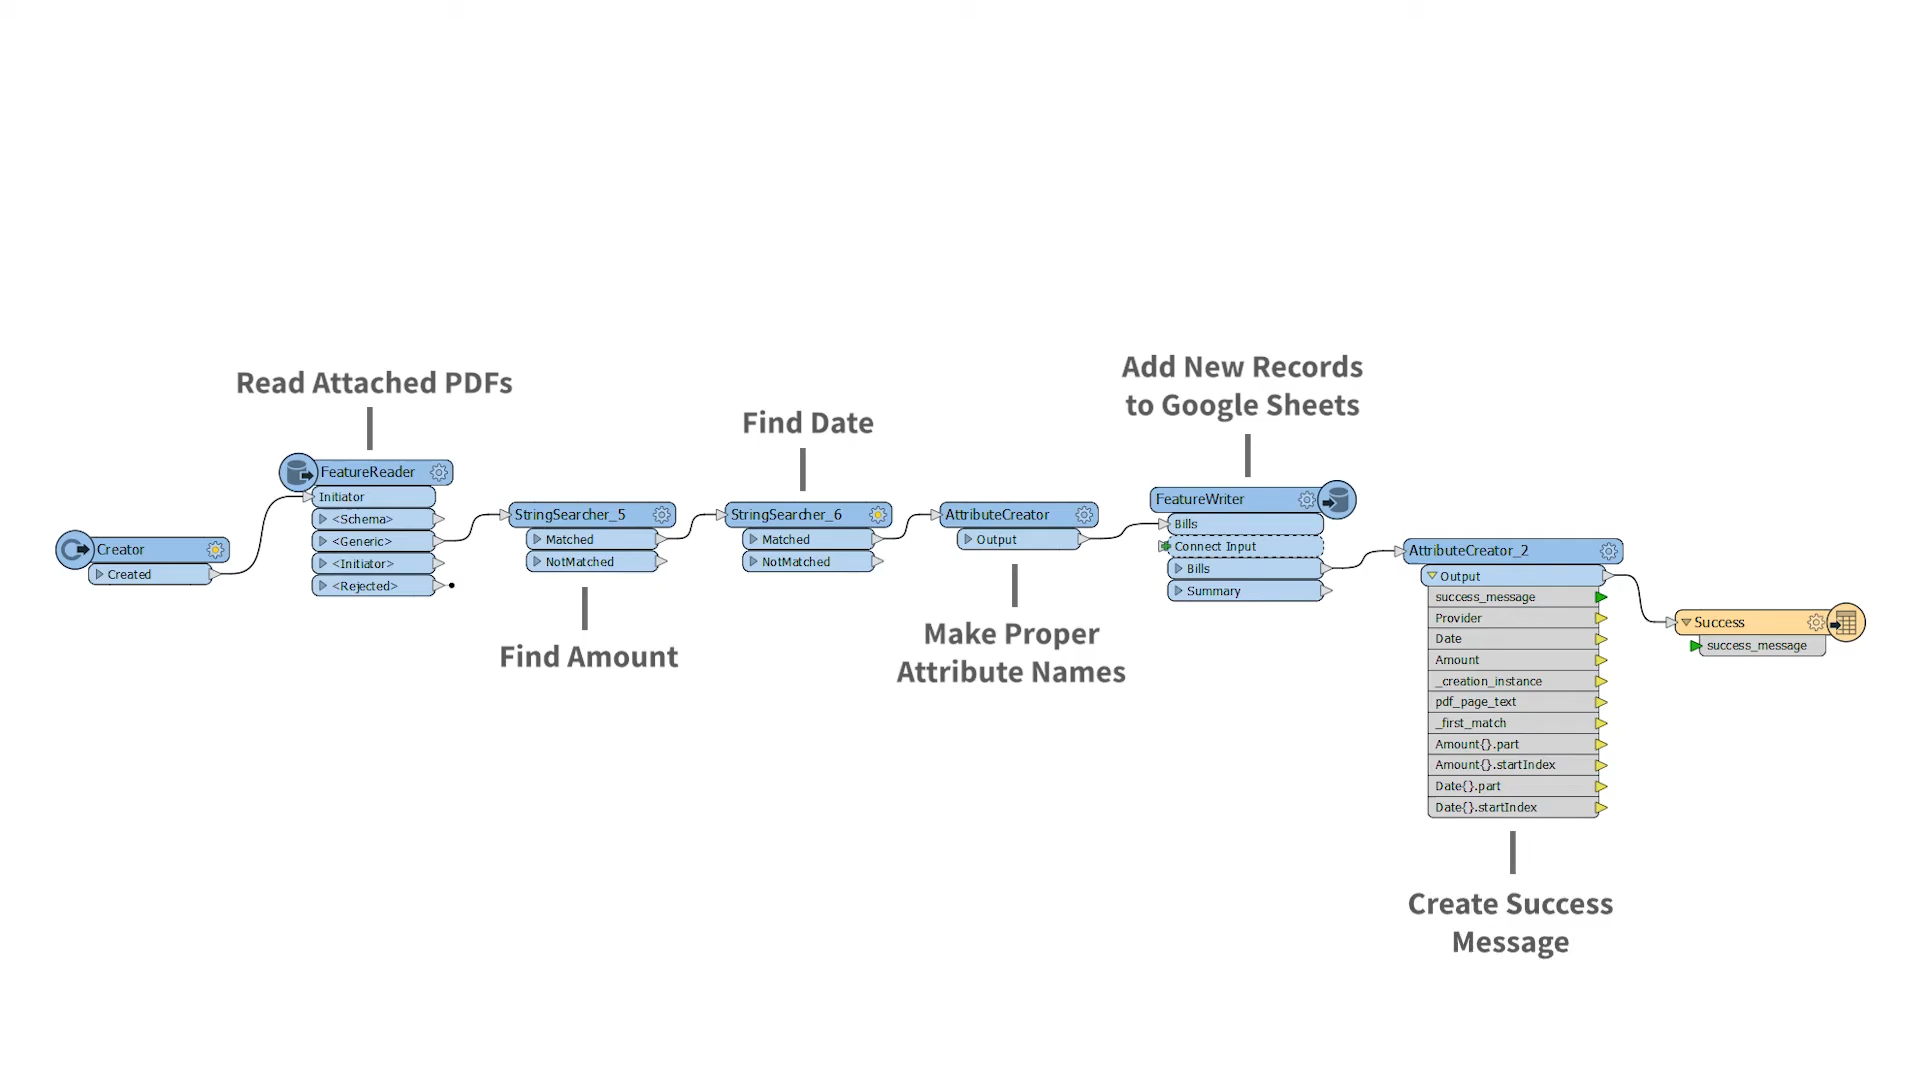 Read Attached PDFs
FeatureReader
Initiator
<Schema>
<Generic>
<Initiator>
<Rejected>
Creator
Created
StringSearcher_5
Matched
NotMatched
Find Amount
Find Date
StringSearcher_6
Matched
NotMatched
AttributeCreator
Output
Make Proper
Attribute Names
Add New Records
to Google Sheets
FeatureWriter
Bills
Connect Input
Bills
Summary
AttributeCreator_2
Output
success_message
Provider
Date
Amount
_creation_instance
pdf_page_text
_first_match
Amount{}.part
Amount{}.startIndex
Date{}.part
Date{}.startIndex
Create Success
Message
Success
success_message